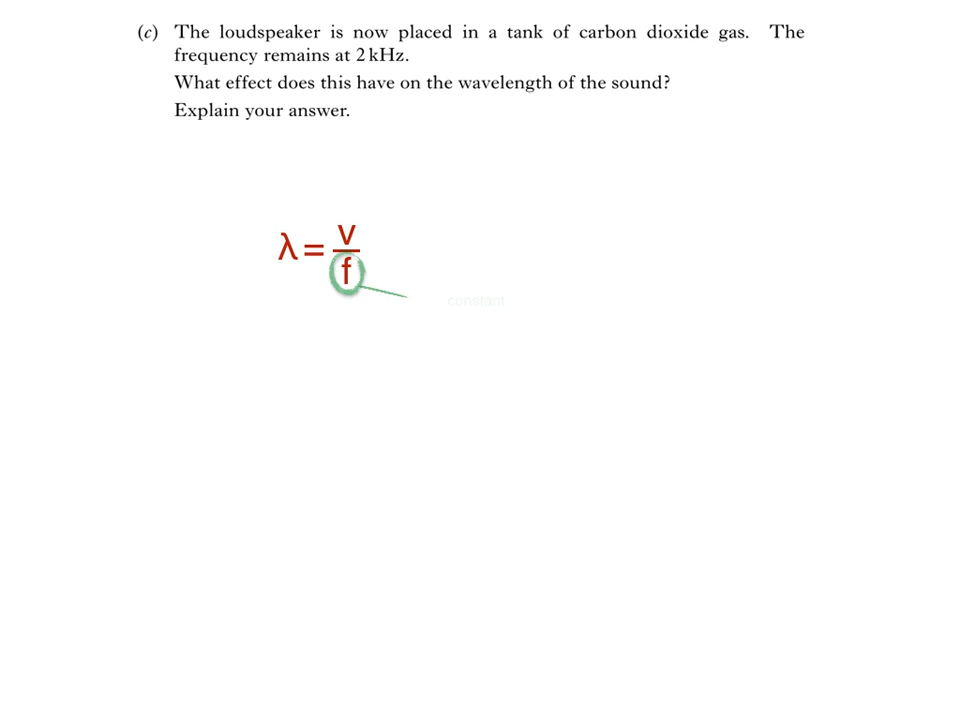 (c) The loudspeaker is now placed in a tank of carbon dioxide gas. The
frequency remains at 2 kHz.
What effect does this have on the wavelength of the sound?
Explain your answer.
λ = v
f
constant